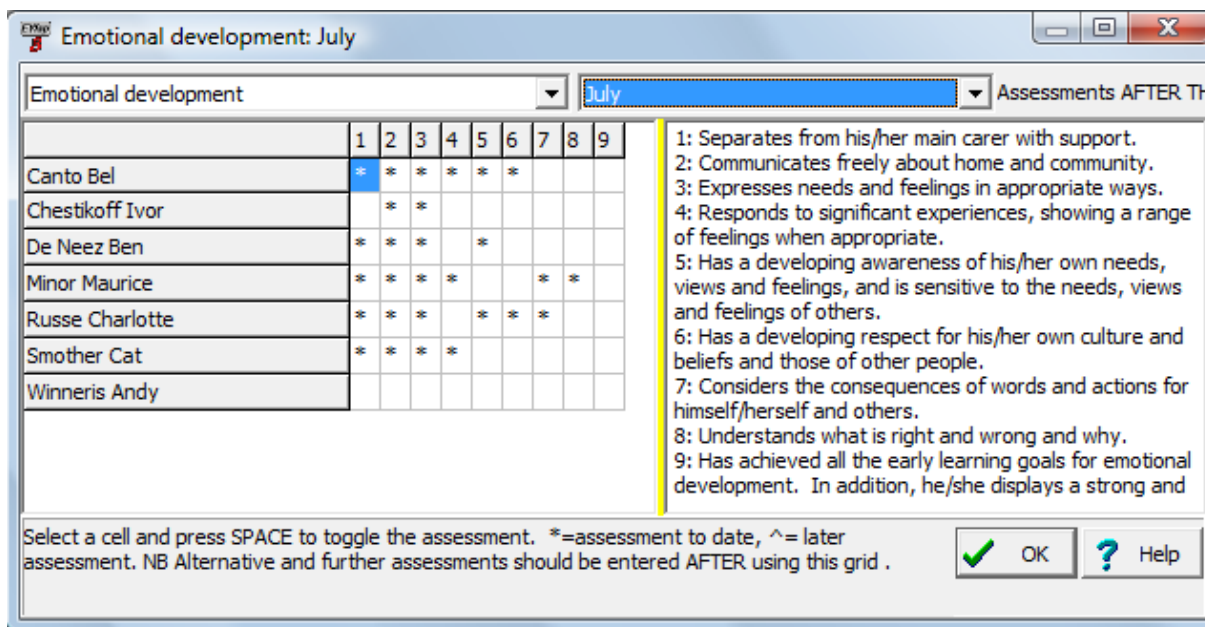 Emotional development: July
Emotional development July Assessments AFTER TH
1 2 3 4 5 6 7 8 9
Canto Bel * * * * * *
Chestikoff Ivor * *
De Neez Ben * * * *
Minor Maurice * * * * * *
Russe Charlotte * * * * * *
Smother Cat * * * *
Winneris Andy
1: Separates from his/her main carer with support.
2: Communicates freely about home and community.
3: Expresses needs and feelings in appropriate ways.
4: Responds to significant experiences, showing a range
of feelings when appropriate.
5: Has a developing awareness of his/her own needs,
views and feelings, and is sensitive to the needs, views
and feelings of others.
6: Has a developing respect for his/her own culture and
beliefs and those of other people.
7: Considers the consequences of words and actions for
himself/herself and others.
8: Understands what is right and wrong and why.
9: Has achieved all the early learning goals for emotional
development.  In addition, he/she displays a strong and
Select a cell and press SPACE to toggle the assessment.  *=assessment to date, ^= later
assessment. NB Alternative and further assessments should be entered AFTER using this grid .
OK
Help